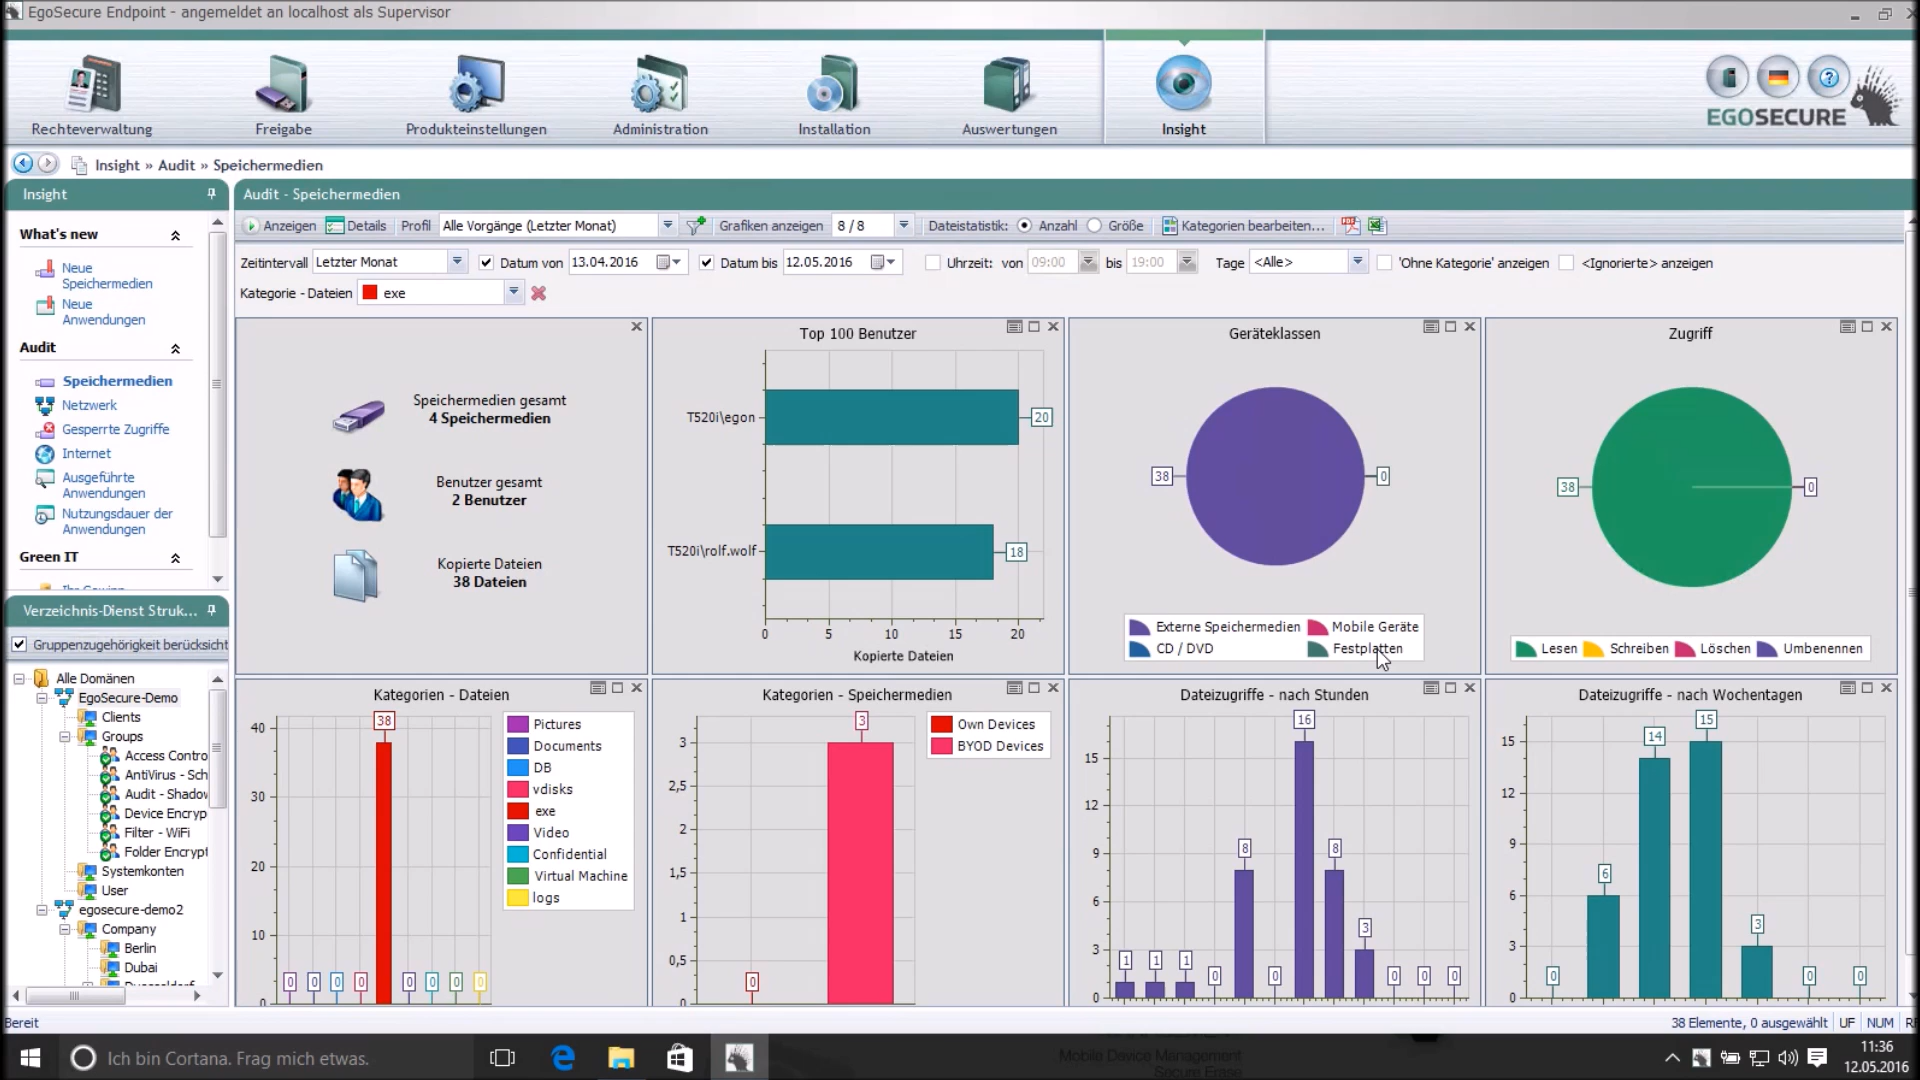 EgoSecure Endpoint - angemeldet an localhost als Supervisor
Rechteverwaltung
Freigabe
Produkteinstellungen
Administration
Installation
Auswertungen
Insight
EGOSECURE
Insight » Audit » Speichermedien
Insight
What's new
Neue
Speichermedien
Neue
Anwendungen
Audit
Speichermedien
Netzwerk
Gesperrte Zugriffe
Internet
Ausgeführte
Anwendungen
Nutzungsdauer der
Anwendungen
Green IT
Verzeichnis-Dienst Struk...
Gruppenzugehörigkeit berücksicht
Alle Domänen
EgoSecure-Demo
Clients
Groups
Access Contro
AntiVirus - Sch
Audit - Shadov
Device Encryp
Filter - WiFi
Folder Encrypt
Systemkonten
User
egosecure-demo2
Company
Berlin
Dubai
Audit - Speichermedien
Anzeigen Details Profil Alle Vorgänge (Letzter Monat) Grafiken anzeigen 8 / 8 Dateistatistik: Anzahl Größe Kategorien bearbeiten...
Zeitintervall Letzter Monat Datum von 13.04.2016 Datum bis 12.05.2016 Uhrzeit: von 09:00 bis 19:00 Tage <Alle> 'Ohne Kategorie' anzeigen <Ignorierte> anzeigen
Kategorie - Dateien exe
Speichermedien gesamt
4 Speichermedien
Benutzer gesamt
2 Benutzer
Kopierte Dateien
38 Dateien
Top 100 Benutzer
T520i\egon
20
T520i\rolf.wolf
18
0 5 10 15 20
Kopierte Dateien
Geräteklassen
38 0
Externe Speichermedien Mobile Geräte
CD / DVD Festplatten
Zugriff
38 0
Lesen Schreiben Löschen Umbenennen
Kategorien - Dateien
40
30
20
10
0
38
0 0 0 0 0 0 0 0
Pictures
Documents
DB
vdisks
exe
Video
Confidential
Virtual Machine
logs
Kategorien - Speichermedien
3
2,5
2
1,5
1
0,5
0
0
3
Own Devices
BYOD Devices
Dateizugriffe - nach Stunden
15
12
9
6
3
0
1 1 1 0 8 0 16 8 3 0 0 0
Dateizugriffe - nach Wochentagen
15
12
9
6
3
0
0 6 14 15 3 0 0
Bereit
38 Elemente, 0 ausgewählt UF NUM
Ich bin Cortana. Frag mich etwas.
Mobile Device Management
Secure Erase
11:36
12.05.2016